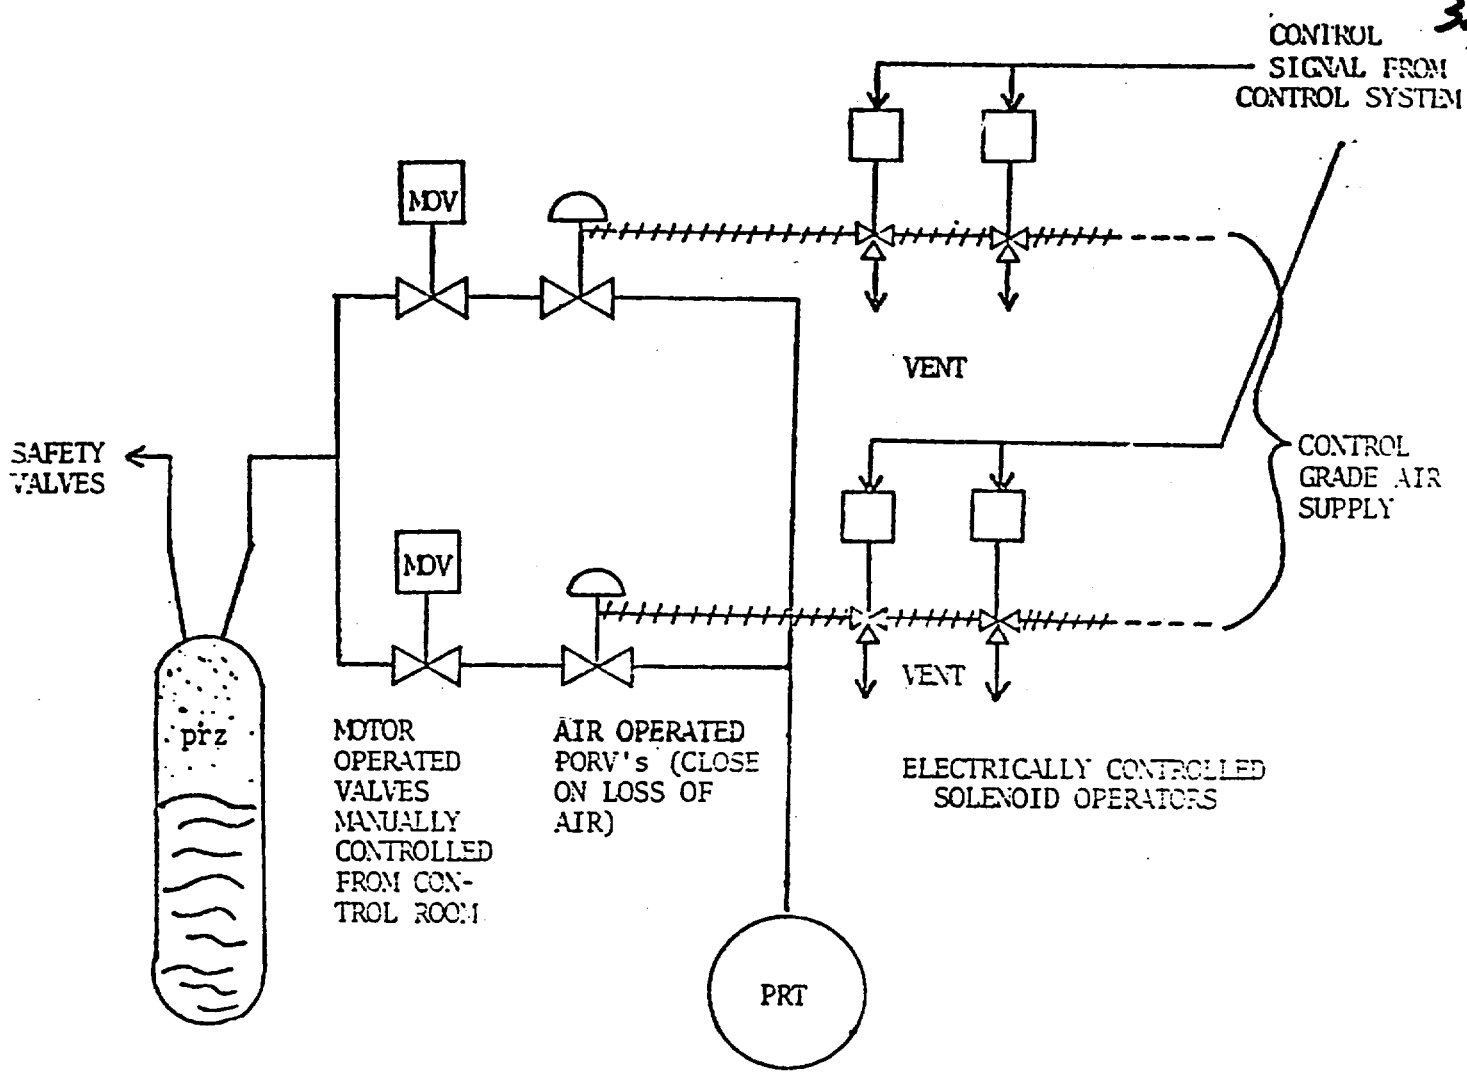 CONTROL
SIGNAL FROM
CONTROL SYSTEM
MOV
VENT
SAFETY
VALVES
CONTROL
GRADE AIR
SUPPLY
MOV
VENT
prz
MOTOR
OPERATED
VALVES
MANUALLY
CONTROLLED
FROM CON-
TROL ROOM
AIR OPERATED
PORV's (CLOSE
ON LOSS OF
AIR)
ELECTRICALLY CONTROLLED
SOLENOID OPERATORS
PRT